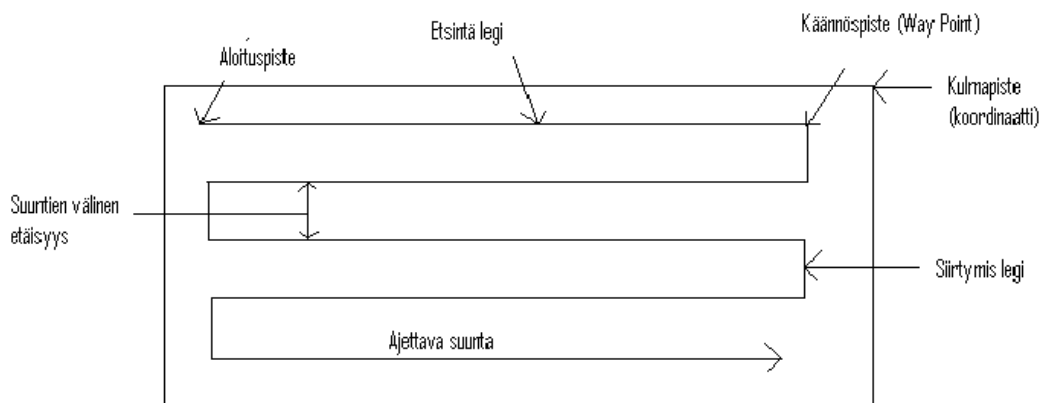 Etsintä legi
Käännöspiste (Way Point)
Aloituspiste
Kulmapiste
(koordinaatti)
Suuntien välinen
etäisyys
Siirtymis legi
Ajettava suunta